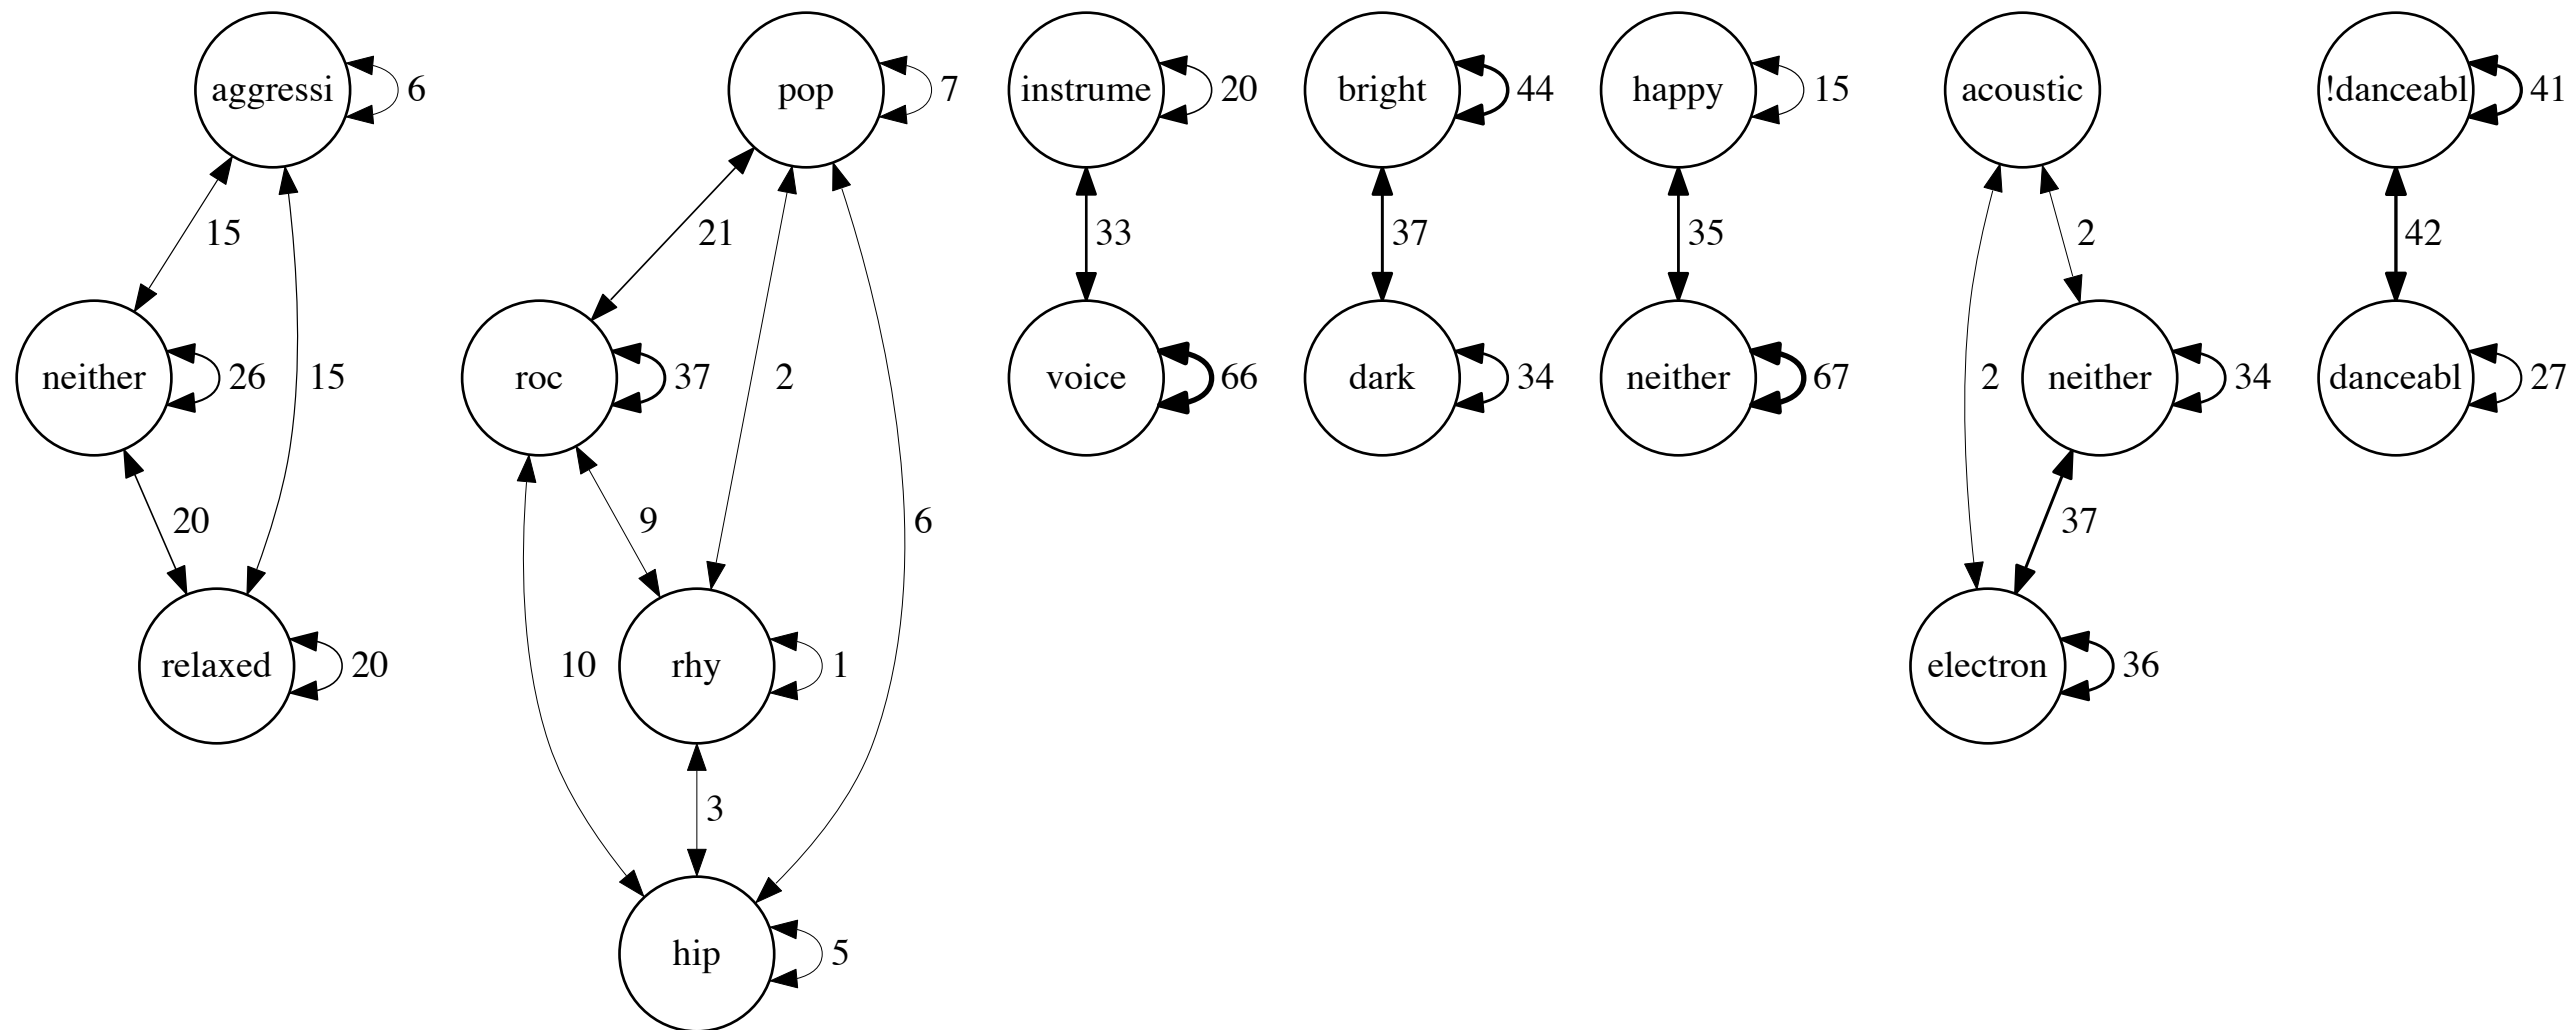 aggressi 6
pop 7
instrume 20
bright 44
happy 15
acoustic
!danceabl 41
15
21
33
37
35
2
42
neither 26
15
roc 37
2
voice 66
dark 34
neither 67
2
neither 34
danceabl 27
20
9
6
37
relaxed 20
10
rhy 1
electron 36
3
hip 5